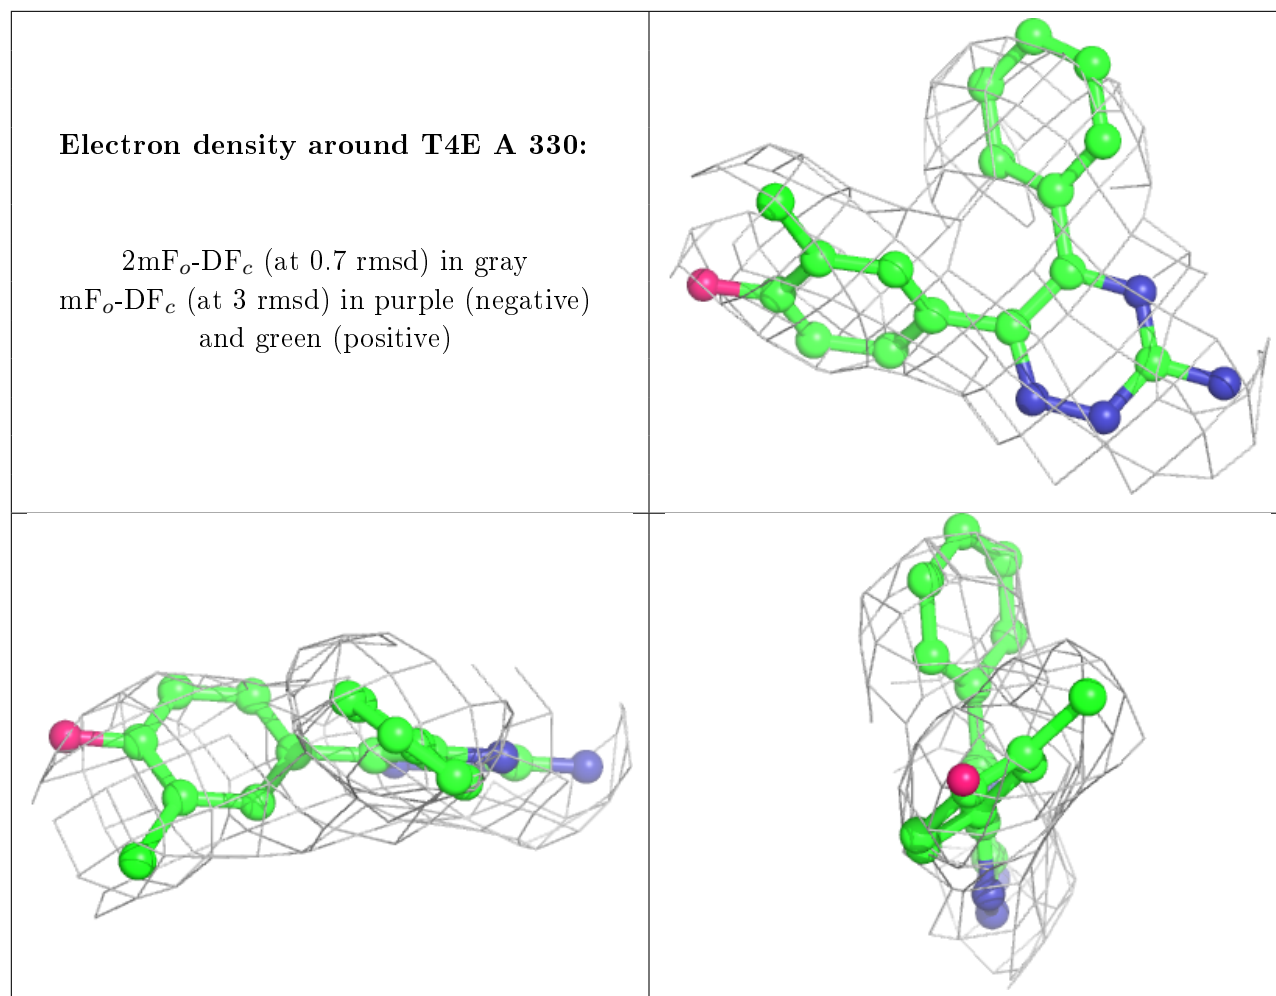 Electron density around T4E A 330:
2mFo-DFc (at 0.7 rmsd) in gray
mFo-DFc (at 3 rmsd) in purple (negative)
and green (positive)